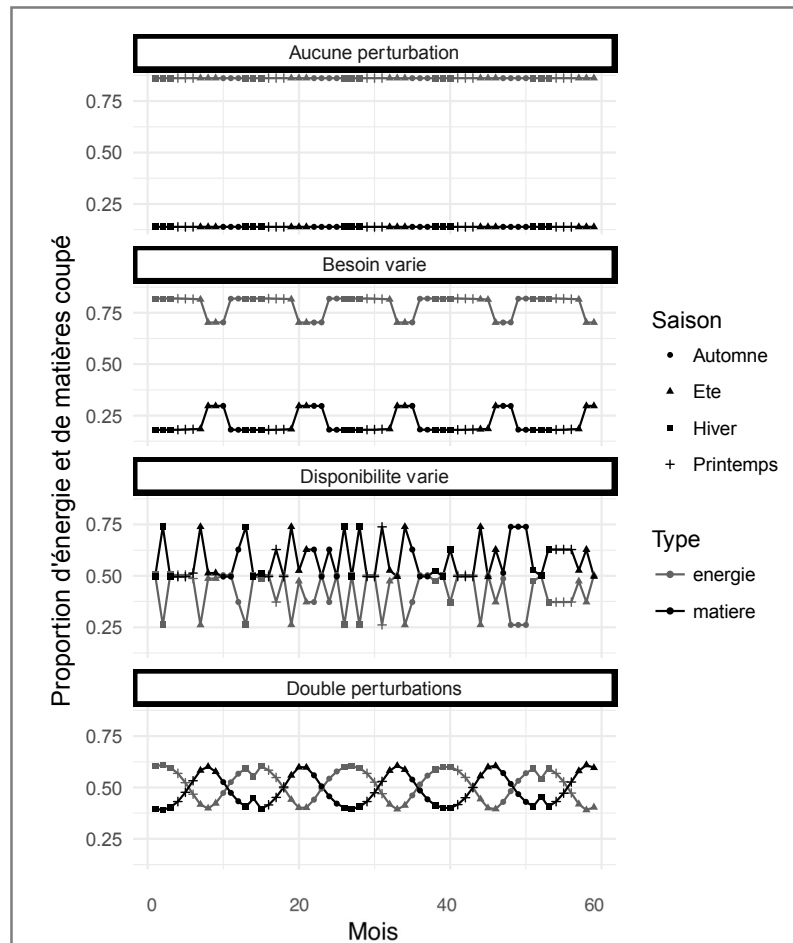 Aucune perturbation
0.75
0.50
0.25
Besoin varie
0.75
0.50
0.25
Disponibilite varie
0.75
0.50
0.25
Double perturbations
0.75
0.50
0.25
0
20
40
60
Mois
Proportion d'énergie et de matières coupé
Saison
Automne
Ete
Hiver
Printemps
Type
energie
matiere